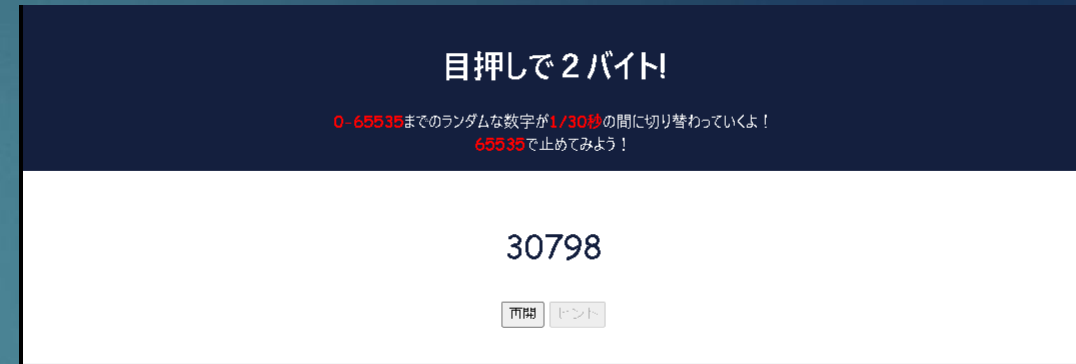 目押しで２バイト!
0-65535までのランダムな数字が1/30秒の間に切り替わっていくよ！
65535で止めてみよう！
30798
再開 ヒント